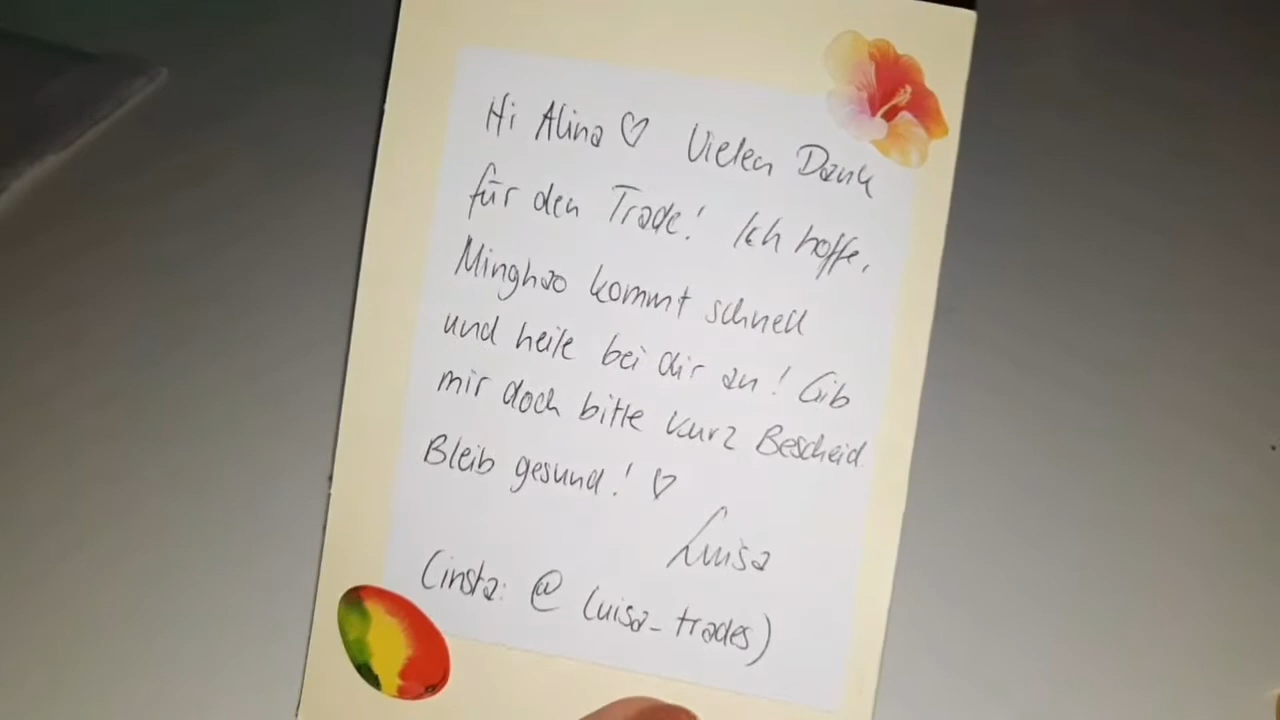 Hi Alina ♡ Vielen Dank
für den Trade! Ich hoffe,
Minghao kommt schnell
und heile bei dir an! Gib
mir doch bitte kurz Bescheid.
Bleib gesund! ♡
Luisa
(insta: @ luisa_trades)